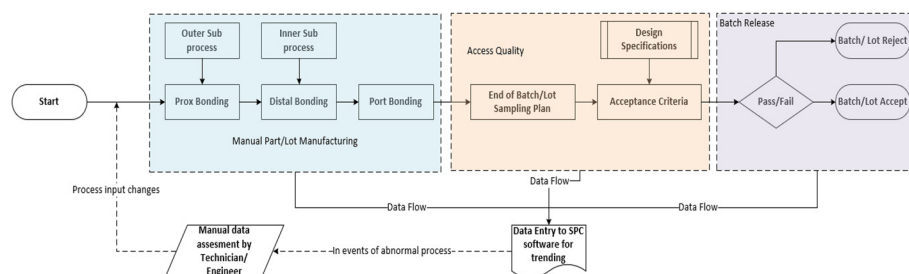 Batch Release
Outer Sub
process
Inner Sub
process
Design
Specifications
Batch/ Lot Reject
Access Quality
Start
Prox Bonding
Distal Bonding
Port Bonding
End of Batch/Lot
Sampling Plan
Acceptance Criteria
Pass/Fail
Batch/Lot Accept
Manual Part/Lot Manufacturing
Process input changes
Data Flow
Data Flow
Data Flow
Manual data
assesment by
Technician/
Engineer
In events of abnormal process
Data Entry to SPC
software for
trending